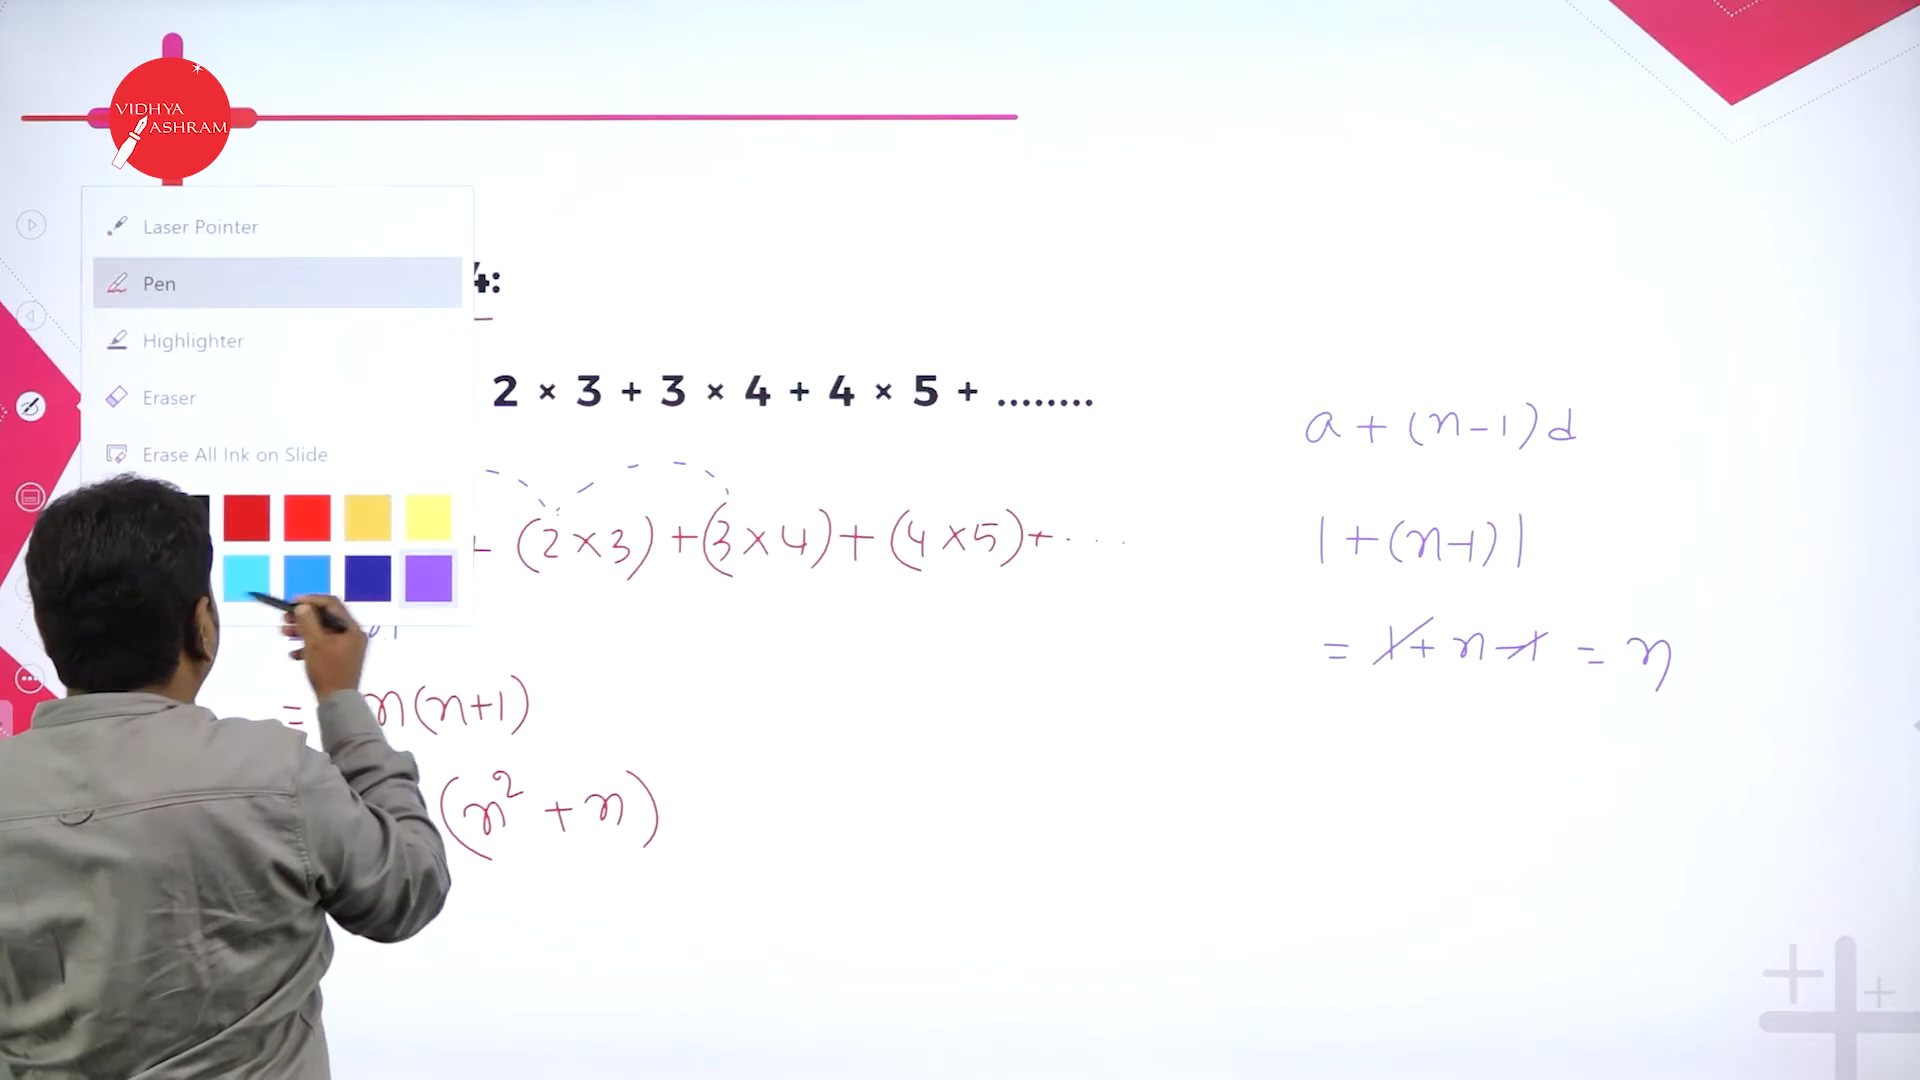 VIDHYA
ASHRAM
Laser Pointer
Pen
Highlighter
Eraser
Erase All Ink on Slide
4:
2 × 3 + 3 × 4 + 4 × 5 + ........
(2×3) + (3×4) + (4×5) + ....
= n(n+1)
(n² + n)
a + (n-1)d
1 + (n-1)1
= 1 + n - 1 = n